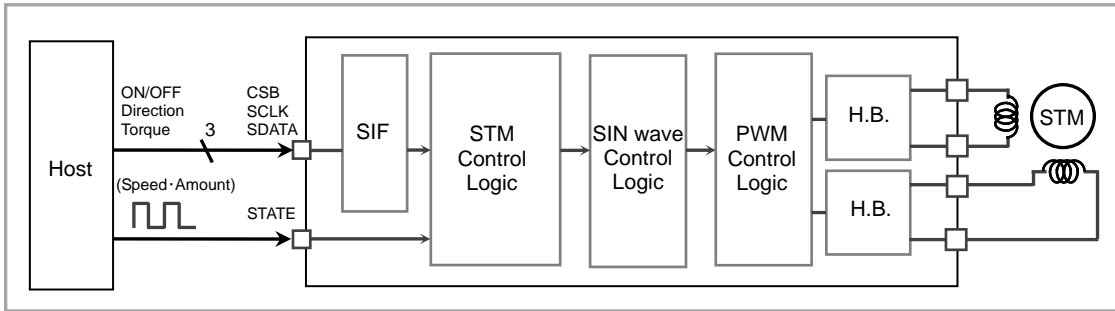 Host
ON/OFF
Direction
Torque
3
CSB
SCLK
SDATA
(Speed･Amount)
STATE
SIF
STM
Control
Logic
SIN wave
Control
Logic
PWM
Control
Logic
H.B.
H.B.
STM